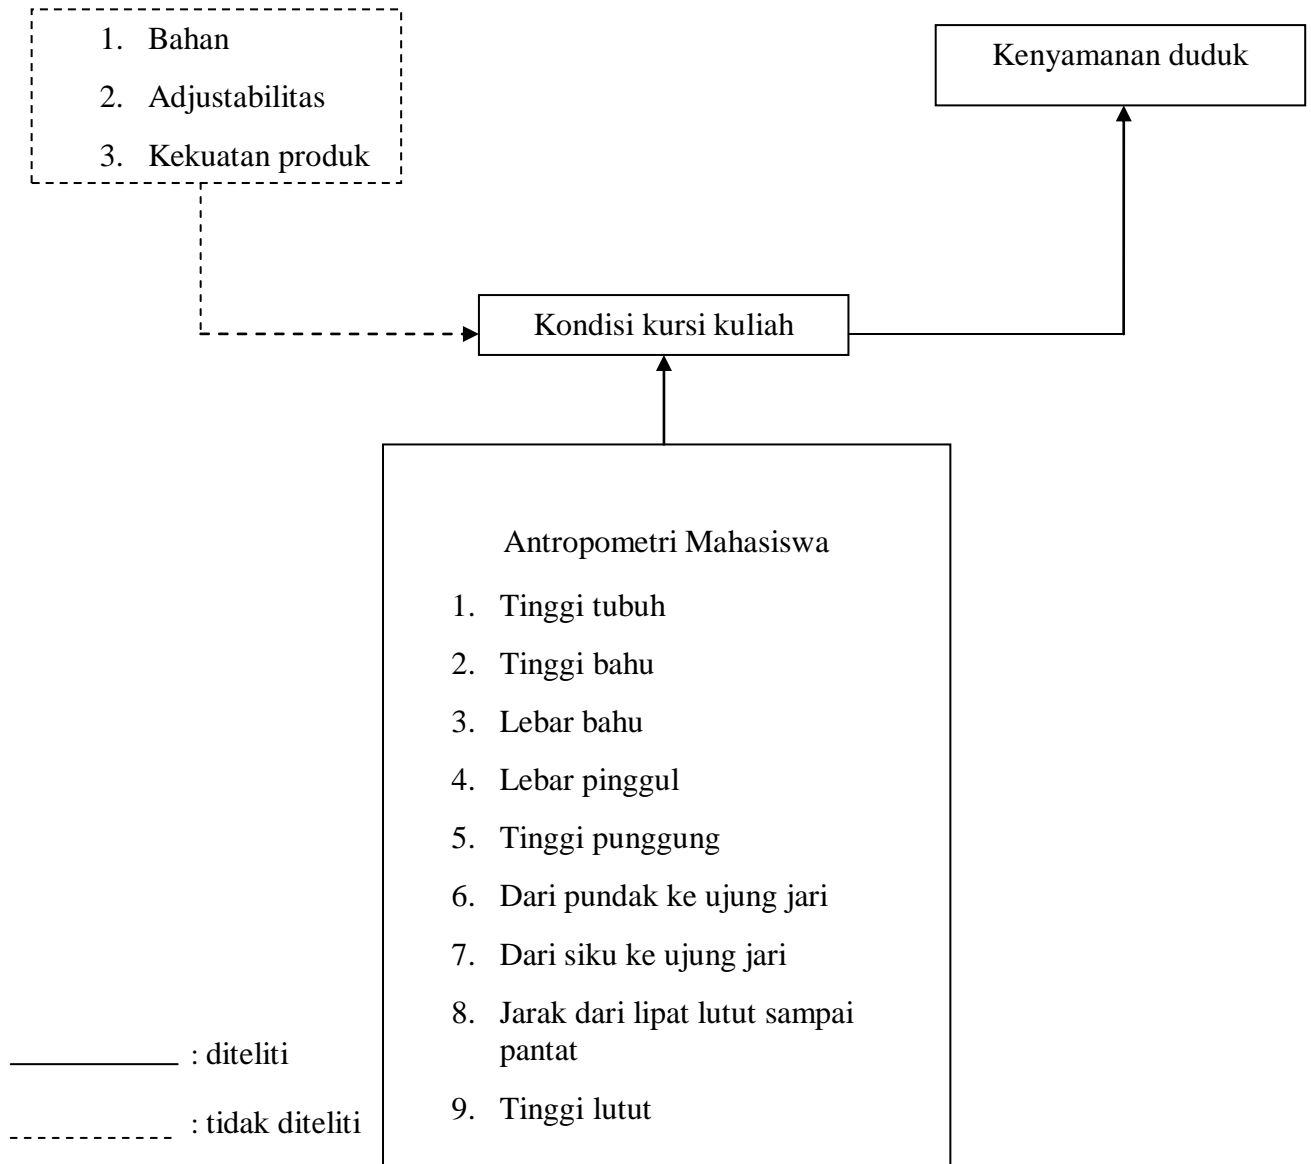 1. Bahan
2. Adjustabilitas
3. Kekuatan produk
Kenyamanan duduk
Kondisi kursi kuliah
Antropometri Mahasiswa
1. Tinggi tubuh
2. Tinggi bahu
3. Lebar bahu
4. Lebar pinggul
5. Tinggi punggung
6. Dari pundak ke ujung jari
7. Dari siku ke ujung jari
8. Jarak dari lipat lutut sampai
pantat
9. Tinggi lutut
: diteliti
: tidak diteliti